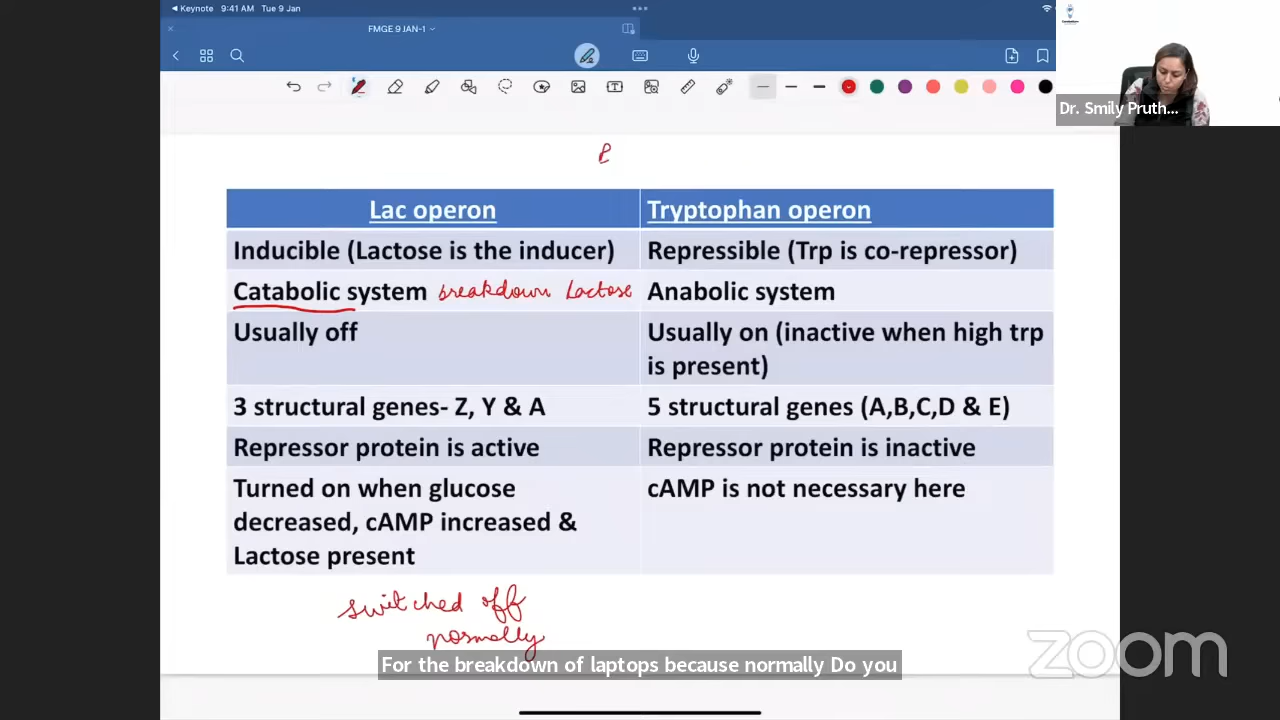 ◀ Keynote 9:41 AM Tue 9 Jan
FMGE 9 JAN-1
Dr. Smily Pruth...
Lac operon
Tryptophan operon
Inducible (Lactose is the inducer)
Repressible (Trp is co-repressor)
Catabolic system breakdown Lactose
Anabolic system
Usually off
Usually on (inactive when high trp
is present)
3 structural genes- Z, Y & A
5 structural genes (A,B,C,D & E)
Repressor protein is active
Repressor protein is inactive
Turned on when glucose
decreased, cAMP increased &
Lactose present
cAMP is not necessary here
switched off
normally
For the breakdown of laptops because normally Do you
zoom